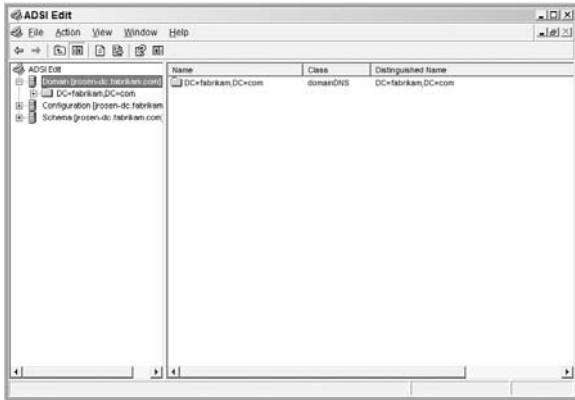 ADSI Edit
File Action View Window Help
ADSI Edit
Domain [rosen-dc.fabrikam.com]
DC=fabrikam,DC=com
Configuration [rosen-dc.fabrikam
Schema [rosen-dc.fabrikam.com]
Name Class Distinguished Name
DC=fabrikam,DC=com domainDNS DC=fabrikam,DC=com